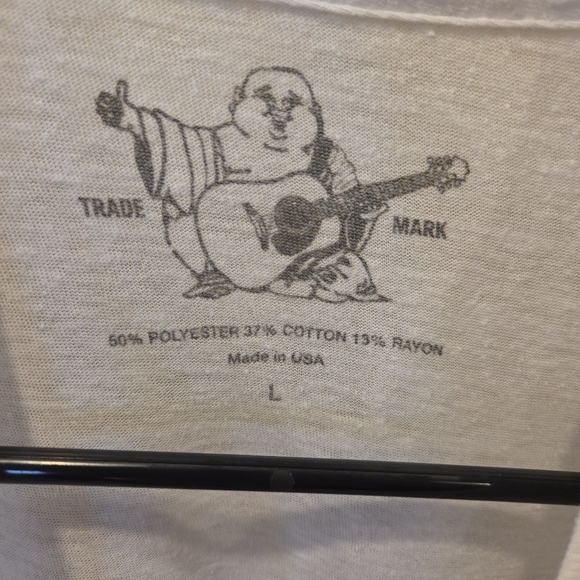 TRADE MARK
50% POLYESTER 37% COTTON 13% RAYON
Made in USA
L